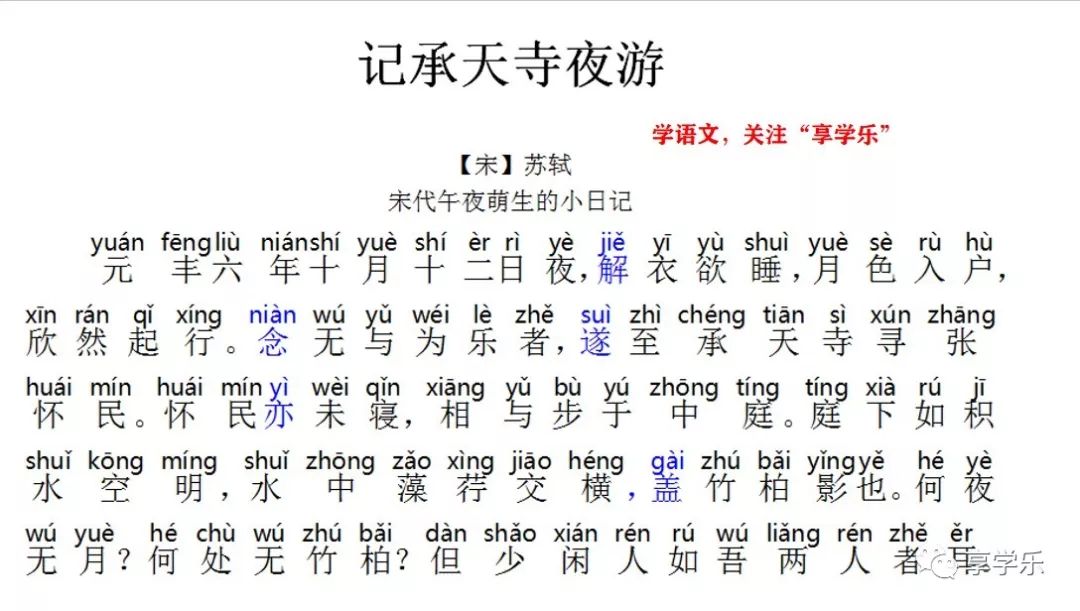 记承天寺夜游
学语文，关注“享学乐”
【宋】苏轼
宋代午夜萌生的小日记
yuán fēng liù nián shí yuè shí èr rì yè jiě yī yù shuì yuè sè rù hù
元丰六年十月十二日夜，解衣欲睡，月色入户，
xīn rán qǐ xíng niàn wú yǔ wéi lè zhě suì zhì chéng tiān sì xún zhāng
欣然起行。念无与为乐者，遂至承天寺寻张
huái mín huái mín yì wèi qǐn xiāng yǔ bù yú zhōng tíng tíng xià rú jī
怀民。怀民亦未寝，相与步于中庭。庭下如积
shuǐ kōng míng shuǐ zhōng zǎo xìng jiāo héng gài zhú bǎi yǐng yě hé yè
水空明，水中藻荇交横，盖竹柏影也。何夜
wú yuè hé chù wú zhú bǎi dàn shǎo xián rén rú wú liǎng rén zhě ěr
无月？何处无竹柏？但少闲人如吾两人者耳。
享学乐